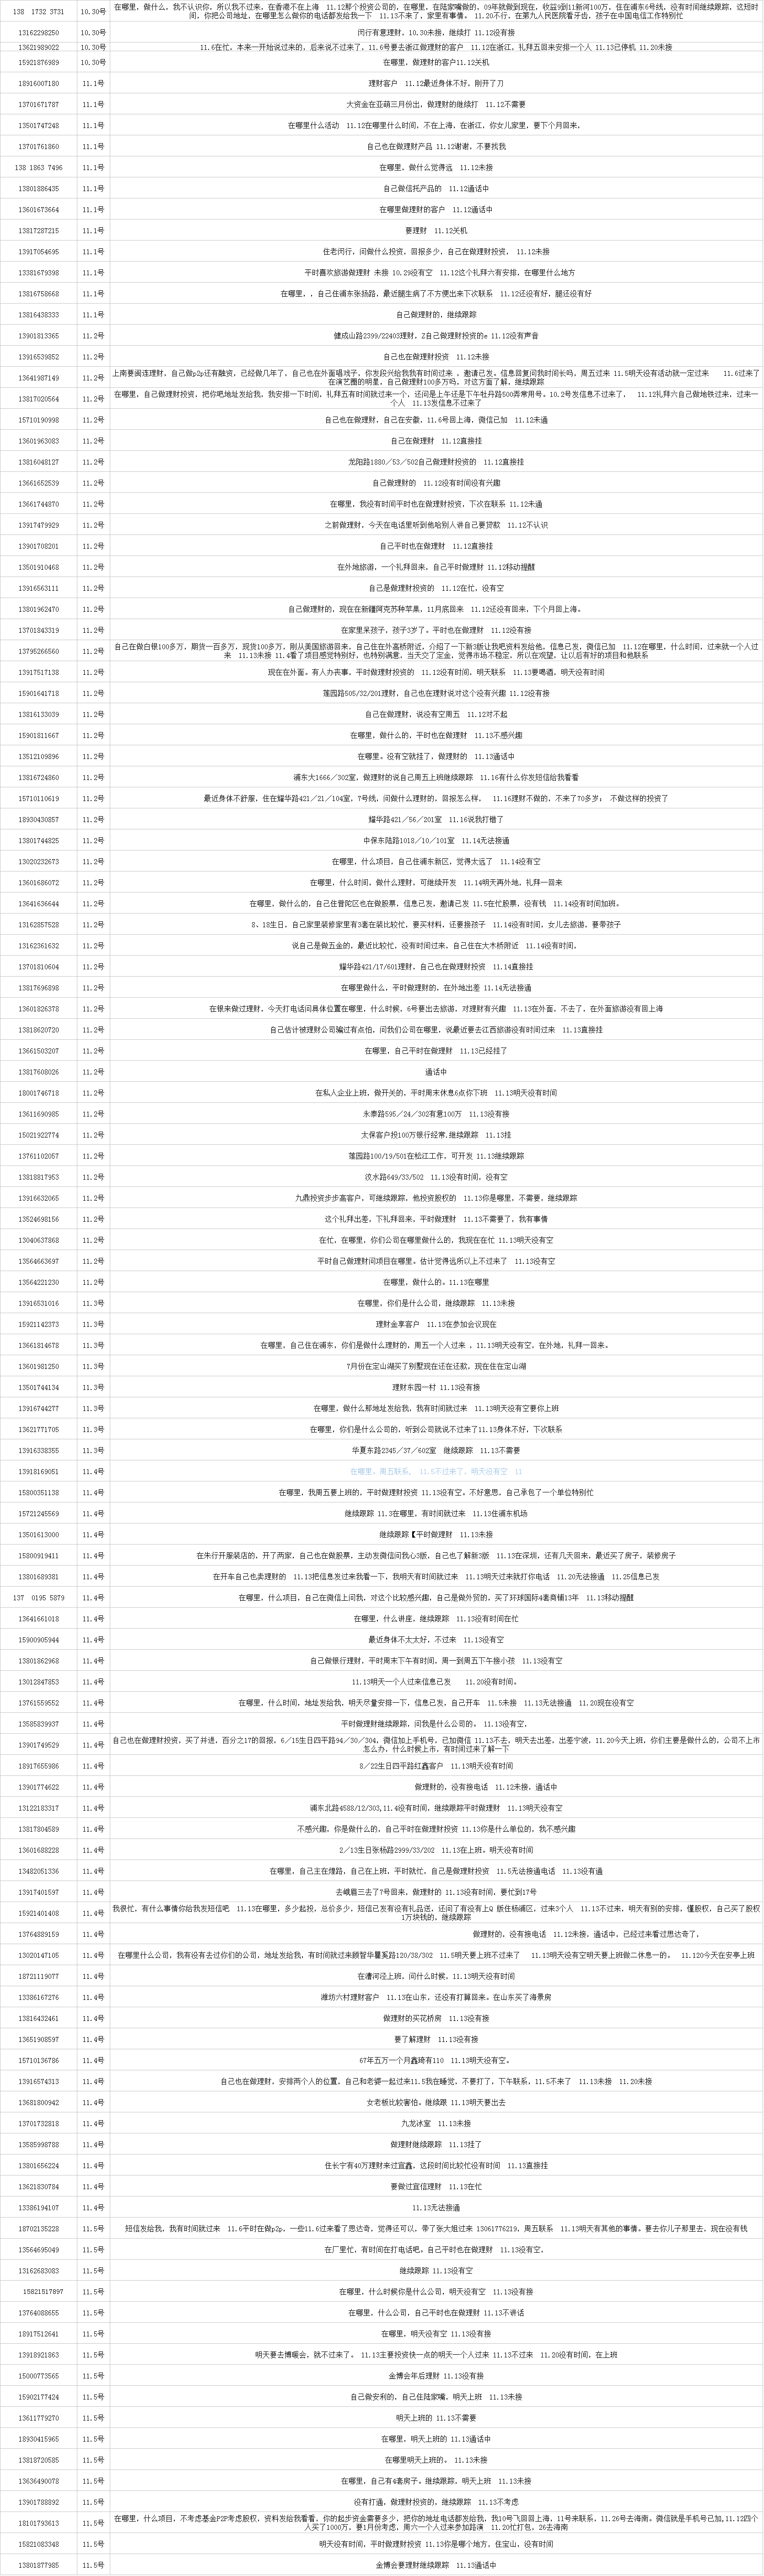 138  1732 3731 10.30号 在哪里，做什么，我不认识你，所以我不过来，在香港不在上海  11.12那个投资公司的，在哪里，在陆家嘴做的，09年就做到现在，收益9到11新河100万，住在浦东6号线，没有时间继续跟踪，这短时间，你把公司地址，在哪里怎么做你的电话都发给我一下  11.13不来了，家里有事情。 11.20不行，在第九人民医院看牙齿，孩子在中国电信工作特别忙
13162298250 10.30号 闵行有意理财，10.30未接，继续打 11.12没有接
13621989022 10.30号 11.6在忙，本来一开始说过来的，后来说不过来了，11.6号要去浙江做理财的客户  11.12在浙江，礼拜五回来安排一个人 11.13已停机 11.20未接
15921876989 10.30号 在哪里，做理财的客户11.12关机
18916007180 11.1号 理财客户  11.12最近身体不好，刚开了刀
13701671787 11.1号 大资金在亚萌三月份出，做理财的继续打  11.12不需要
13501747248 11.1号 在哪里什么活动  11.12在哪里什么时间，不在上海，在浙江，你女儿家里，要下个月回来，
13701761860 11.1号 自己也在做理财产品 11.12谢谢，不要找我
138 1863 7496 11.1号 在哪里，做什么觉得远  11.12未接
13801886435 11.1号 自己做信托产品的  11.12通话中
13601673664 11.1号 在哪里做理财的客户  11.12通话中
13817287215 11.1号 要理财  11.12关机
13917054695 11.1号 住老闵行，问做什么投资，回报多少，自己在做理财投资， 11.12未接
13381679398 11.1号 平时喜欢旅游做理财 未接 10.29没有空  11.12这个礼拜六有安排，在哪里什么地方
13816758668 11.1号 在哪里，，自己住浦东张扬路，最近腿生病了不方便出来下次联系  11.12还没有好，腿还没有好
13816438333 11.1号 自己做理财的，继续跟踪
13901813365 11.2号 健成山路2399/22403理财，Z自己做理财投资的e 11.12没有声音
13916539852 11.2号 自己也在做理财投资  11.12未接
13641987149 11.2号 上南要闽连理财，自己做p2p还有融资，已经做几年了，自己也在外面唱戏子，你发段兴给我我有时间过来 ，邀请已发。信息回复问我时间长吗，周五过来 11.5明天没有活动就一定过来    11.6过来了在演艺圈的明星，自己做理财100多万吗，对这方面了解，继续跟踪
13817020564 11.2号 在哪里，自己做理财投资，把你吧地址发给我，我安排一下时间，礼拜五有时间就过来一个，还问是上午还是下午牡丹路500弄常用号。10.2号发信息不过来了，  11.12礼拜六自己做地铁过来，过来一个人  11.13发信息不过来了
15710190998 11.2号 自己也在做理财，自己在安徽，11.6号回上海，微信已加  11.12未通
13601963083 11.2号 自己在做理财  11.12直接挂
13816048127 11.2号 龙阳路1880／53／502自己做理财投资的  11.12直接挂
13661652539 11.2号 自己做理财的  11.12没有时间没有兴趣
13661744870 11.2号 在哪里，我没有时间平时也在做理财投资，下次在联系 11.12未通
13917479929 11.2号 之前做理财，今天在电话里听到他哈别人讲自己要贷款  11.12不认识
13901708201 11.2号 自己平时也在做理财  11.12直接挂
13501910468 11.2号 在外地旅游，一个礼拜回来，自己平时做理财 11.12移动提醒
13916563111 11.2号 自己是做理财投资的  11.12在忙，没有空
13801962470 11.2号 自己做理财的，现在在新疆阿克苏种苹果，11月底回来  11.12还没有回来，下个月回上海。
13701843319 11.2号 在家里呆孩子，孩子3岁了。平时也在做理财  11.12没有接
13795266560 11.2号 自己在做白银100多万，期货一百多万，现货100多万，刚从美国旅游回来，自己住在外高桥附近，介绍了一下新3版让我吧资料发给他，信息已发，微信已加  11.12在哪里，什么时间，过来就一个人过来  11.13未接 11.4看了项目感觉特别好，也特别满意，当天交了定金，觉得市场不稳定，所以在观望，让以后有好的项目和他联系
13917517138 11.2号 现在在外面。有人办丧事，平时做理财投资的  11.12没有时间，明天联系  11.13要喝酒，明天没有时间
15901641718 11.2号 莲园路505/32/201理财，自己也在理财说对这个没有兴趣 11.12没有接
13816133039 11.2号 自己在做理财，说没有空周五  11.12对不起
15901811667 11.2号 在哪里，做什么的，平时也在做理财  11.13不感兴趣
13512109896 11.2号 在哪里。没有空就挂了，做理财的  11.13通话中
13816724860 11.2号 浦东大1666／302室，做理财的说自己周五上班继续跟踪  11.16有什么你发短信给我看看
15710110619 11.2号 最近身体不舒服，住在耀华路421／21／104室，7号线，问做什么理财的，回报怎么样，  11.16理财不做的，不来了70多岁； 不做这样的投资了
18930430857 11.2号 耀华路421／56／201室  11.16说我打错了
13801744825 11.2号 中保东陆路1018／10／101室  11.14无法接通
13020232673 11.2号 在哪里，什么项目，自己住浦东新区，觉得太远了  11.14没有空
13601686072 11.2号 在哪里，什么时间，做什么理财，可继续开发  11.14明天再外地，礼拜一回来
13641636644 11.2号 在哪里，做什么的，自己住普陀区也在做股票，信息已发，邀请已发 11.5在忙股票，没有钱  11.14没有时间加班。
13162857528 11.2号 8、18生日，自己家里装修家里有3套在装比较忙，要买材料，还要接孩子  11.14没有时间，女儿去旅游，要带孩子
13162361632 11.2号 说自己是做五金的，最近比较忙，没有时间过来，自己住在大木桥附近  11.14没有时间，
13701810604 11.2号 耀华路421/17/601理财，自己也在做理财投资  11.14直接挂
13817696898 11.2号 在哪里做什么，平时做理财的，在外地出差 11.14无法接通
13601826378 11.2号 在银来做过理财，今天打电话问具体位置在哪里，什么时候，6号要去旅游，对理财有兴趣  11.13在外面，不去了，在外面旅游没有回上海
13818620720 11.2号 自己估计被理财公司骗过有点怕，问我们公司在哪里，说最近要去江西旅游没有时间过来  11.13直接挂
13661503207 11.2号 在哪里，自己平时在做理财  11.13已经挂了
13817608026 11.2号 通话中
18001746718 11.2号 在私人企业上班，做开关的，平时周末休息6点你下班  11.13明天没有时间
13611690985 11.2号 永泰路595／24／302有意100万  11.13没有接
15021922774 11.2号 太保客户投100万银行经常,继续跟踪  11.13挂
13761102057 11.2号 莲园路100/19/501在松江工作，可开发 11.13继续跟踪
13818817953 11.2号 汶水路649/33/502  11.13没有时间，没有空
13916632065 11.2号 九鼎投资步步高客户，可继续跟踪，他投资股权的  11.13你是哪里，不需要，继续跟踪
13524698156 11.2号 这个礼拜出差，下礼拜回来，平时做理财  11.13不需要了，我有事情
13040637868 11.2号 在忙，在哪里，你们公司在哪里做什么的，我现在在忙 11.13明天没有空
13564663697 11.2号 平时自己做理财问项目在哪里。估计觉得远所以上不过来了  11.13没有空
13564221230 11.2号 在哪里，做什么的。11.13在哪里
13916531016 11.3号 在哪里，你们是什么公司，继续跟踪  11.13未接
15921142373 11.3号 理财金享客户  11.13在参加会议现在
13661814678 11.3号 在哪里，自己住在浦东，你们是做什么理财的，周五一个人过来 ，11.13明天没有空，在外地，礼拜一回来。
13601981250 11.3号 7月份在定山湖买了别墅现在还在还款，现在住在定山湖
13501744134 11.3号 理财东园一村 11.13没有接
13916744277 11.3号 在哪里，做什么那地址发给我，我有时间就过来  11.13明天没有空要你上班
13621771705 11.3号 在哪里，你们是什么公司的，听到公司就说不过来了11.13身体不好，下次联系
13916338355 11.3号 华夏东路2345／37／602室  继续跟踪  11.13不需要
13918169051 11.4号 在哪里，周五联系， 11.5不过来了，明天没有空  11
15800351138 11.4号 在哪里，我周五要上班的，平时做理财投资 11.13没有空。不好意思，自己承包了一个单位特别忙
15721245569 11.4号 继续跟踪 11.3在哪里，有时间就过来  11.13住浦东机场
13501613000 11.4号 继续跟踪【平时做理财  11.13未接
15800919411 11.4号 在朱行开服装店的，开了两家，自己也在做股票，主动发微信问我心3版，自己也了解新3版  11.13在深圳，还有几天回来，最近买了房子，装修房子
13801689381 11.4号 在开车自己也卖理财的  11.13把信息发过来我看一下，我明天有时间就过来  11.13明天过来就打你电话  11.20无法接通  11.25信息已发
137  0195 5879 11.4号 在哪里，什么项目，自己在微信上问我，对这个比较感兴趣，自己是做外贸的，买了环球国际4套商铺13年  11.13移动提醒
13641661018 11.4号 在哪里，什么讲座，继续跟踪  11.13没有时间在忙
15900905944 11.4号 最近身体不太太好，不过来  11.13没有空
13801862968 11.4号 自己做银行理财，平时周末下午有时间，周一到周五下午接小孩  11.13没有空
13012847853 11.4号 11.13明天一个人过来信息已发    11.20没有时间。
13761559552 11.4号 在哪里，什么时间，地址发给我，明天尽量安排一下，信息已发，自己开车  11.5未接  11.13无法接通  11.20现在没有空
13585839937 11.4号 平时做理财继续跟踪，问我是什么公司的， 11.13没有空，
13901749529 11.4号 自己也在做理财投资，买了并进，百分之17的回报，6／15生日四平路94／30／304，微信加上手机号，已加微信 11.13不去，明天去出差，出差宁波，11.20今天上班，你们主要是做什么的，公司不上市怎么办，什么时候上市，有时间过来了解一下
18917655986 11.4号 8／22生日四平路红鑫客户  11.13明天没有时间
13901774622 11.4号 做理财的，没有接电话  11.12未接，通话中
13122183317 11.4号 浦东北路4588/12/303,11.4没有时间，继续跟踪平时做理财  11.13明天没有空
13817804589 11.4号 不感兴趣，你是做什么的，自己平时在做理财投资 11.13你是什么单位的，我不感兴趣
13601688228 11.4号 2／13生日张杨路2999/33/202  11.13在上班，明天没有时间
13482051336 11.4号 在哪里，自己主在煌路，自己在上班，平时就忙，自己是做理财投资  11.5无法接通电话  11.13没有通
13917401597 11.4号 去峨眉三去了7号回来，做理财的 11.13没有时间，要忙到17号
15921401408 11.4号 我很忙，有什么事情你给我发短信吧  11.13在哪里，多少起投，总价多少，短信已发有没有礼品送，还问了有没有上Q 版住杨浦区，过来3个人  11.13不过来，明天有别的安排，懂股权，自己买了股权1万块钱的，继续跟踪
13764889159 11.4号 做理财的，没有接电话  11.12未接，通话中，已经过来看过思达奇了，
13020147105 11.4号 在哪里什么公司，我有没有去过你们的公司，地址发给我，有时间就过来顾智华瞿溪路120/38/302  11.5明天要上班不过来了   11.13明天没有空明天要上班做二休息一的。  11.120今天在安亭上班
18721119077 11.4号 在漕河泾上班，问什么时候，11.13明天没有时间
13386167276 11.4号 潍坊六村理财客户  11.13在山东，还没有打算回来。在山东买了海景房
13816432461 11.4号 做理财的买花桥房  11.13没有接
13651908597 11.4号 要了解理财  11.13没有接
15710136786 11.4号 67年五万一个月鑫琦有110  11.13明天没有空。
13916574313 11.4号 自己也在做理财，安排两个人的位置，自己和老婆一起过来11.5我在睡觉，不要打了，下午联系，11.5不来了  11.13未接  11.20未接
13681800942 11.4号 女老板比较害怕，继续跟 11.13明天要出去
13701732818 11.4号 九龙冰室  11.13未接
13585998788 11.4号 做理财继续跟踪  11.13挂了
13801656224 11.4号 住长宁有40万理财来过宜鑫，这段时间比较忙没有时间  11.13直接挂
13621830784 11.4号 要做过宜信理财  11.13在忙
13386194107 11.4号 11.13无法接通
18702135228 11.5号 短信发给我，我有时间就过来  11.6平时在做p2p，一些11.6过来看了思达奇，觉得还可以，带了张大姐过来 13061776219，周五联系  11.13明天有其他的事情。要去你儿子那里去，现在没有钱
13564695049 11.5号 在厂里忙，有时间在打电话吧。自己平时也在做理财  11.13没有空，
13162683083 11.5号 继续跟踪 11.13没有空
15821517897 11.5号 在哪里，什么时候你是什么公司，明天没有空  11.13没有接
13764088655 11.5号 在哪里，什么公司，自己平时也在做理财 11.13不讲话
18917512641 11.5号 在哪里，明天没有空 11.13没有接
13918921863 11.5号 明天要去博暖会，就不过来了。 11.13主要投资快一点的明天一个人过来 11.13不过来  11.20没有时间，在上班
15000773565 11.5号 金博会年后理财 11.13没有接
15902177424 11.5号 自己做安利的，自己住陆家嘴，明天上班  11.13未接
13611779270 11.5号 明天上班的 11.13不需要
18930415965 11.5号 在哪里，明天上班的 11.13通话中
13818720585 11.5号 在哪里明天上班的。 11.13未接
13636490078 11.5号 在哪里，自己有4套房子，继续跟踪，明天上班  11.13未接
13901788892 11.5号 没有打通，做理财投资的，继续跟踪  11.13不考虑
18101793613 11.5号 在哪里，什么项目，不考虑基金P2P考虑股权，资料发给我看看，你的起步资金需要多少，把你的地址电话都发给我，我10号飞回回上海，11号来联系，11.26号去海南。微信就是手机号已加,11.12四个人买了1000万，要1月份考虑，周六一个人过来参加路演  11.20忙打包，26去海南
15821083348 11.5号 明天没有时间，平时做理财投资 11.13你是哪个地方，住宝山，没有时间
13801877985 11.5号 金博会要理财继续跟踪  11.13通话中